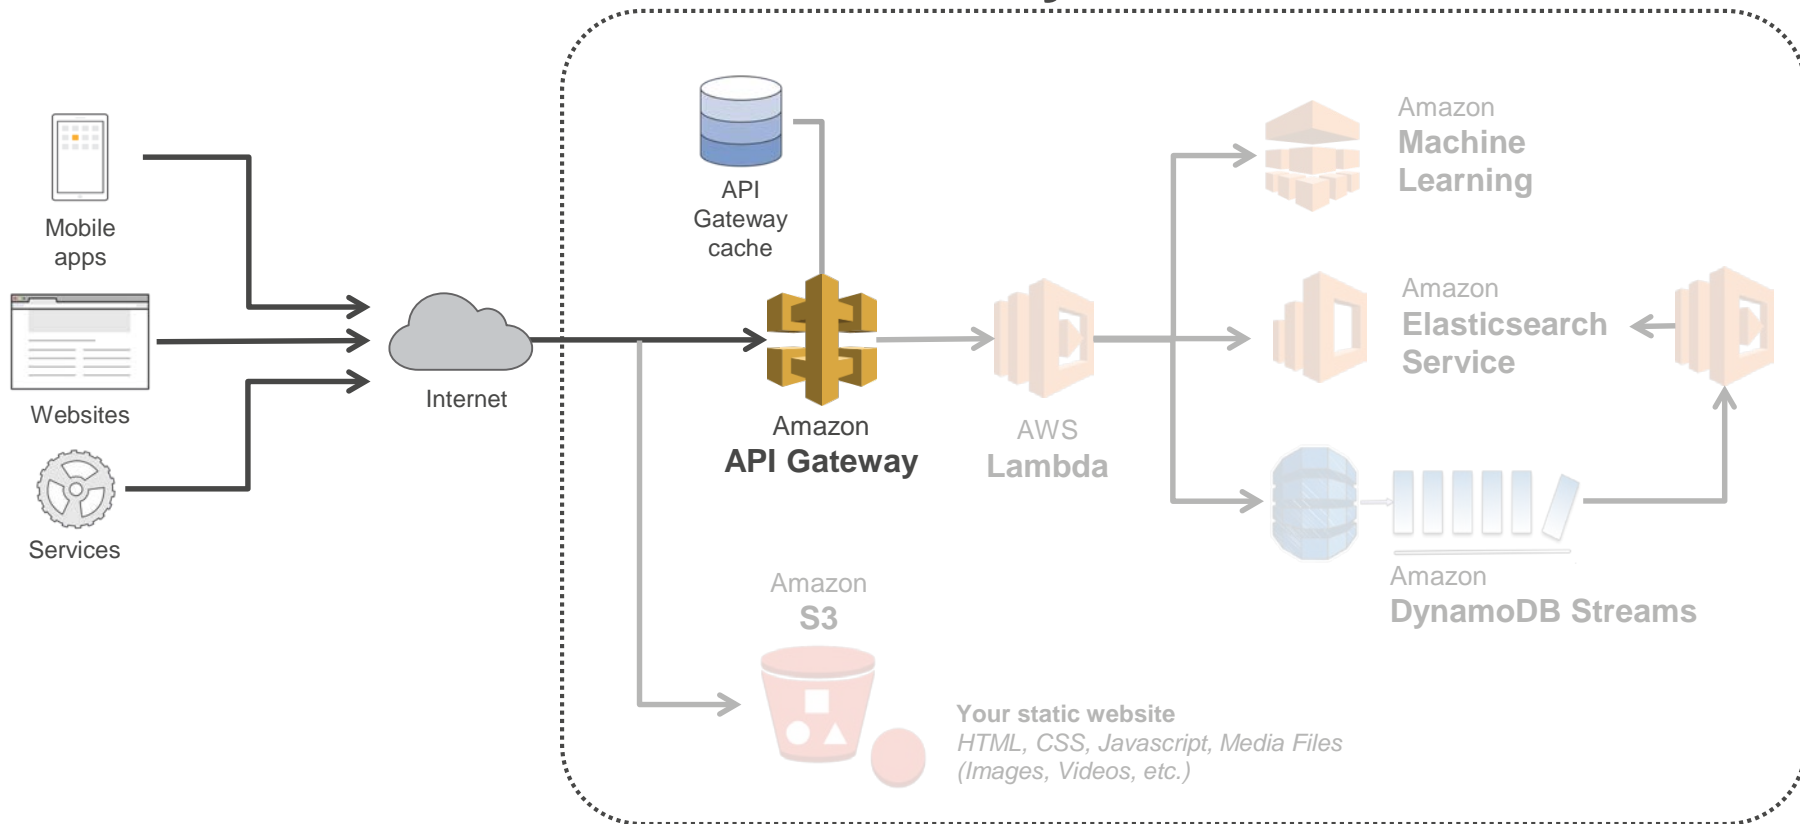 Mobile
apps
Websites
Services
Internet
API
Gateway
cache
Amazon
API Gateway
AWS
Lambda
Amazon
Machine
Learning
Amazon
Elasticsearch
Service
Amazon
DynamoDB Streams
Amazon
S3
Your static website
HTML, CSS, Javascript, Media Files
(Images, Videos, etc.)